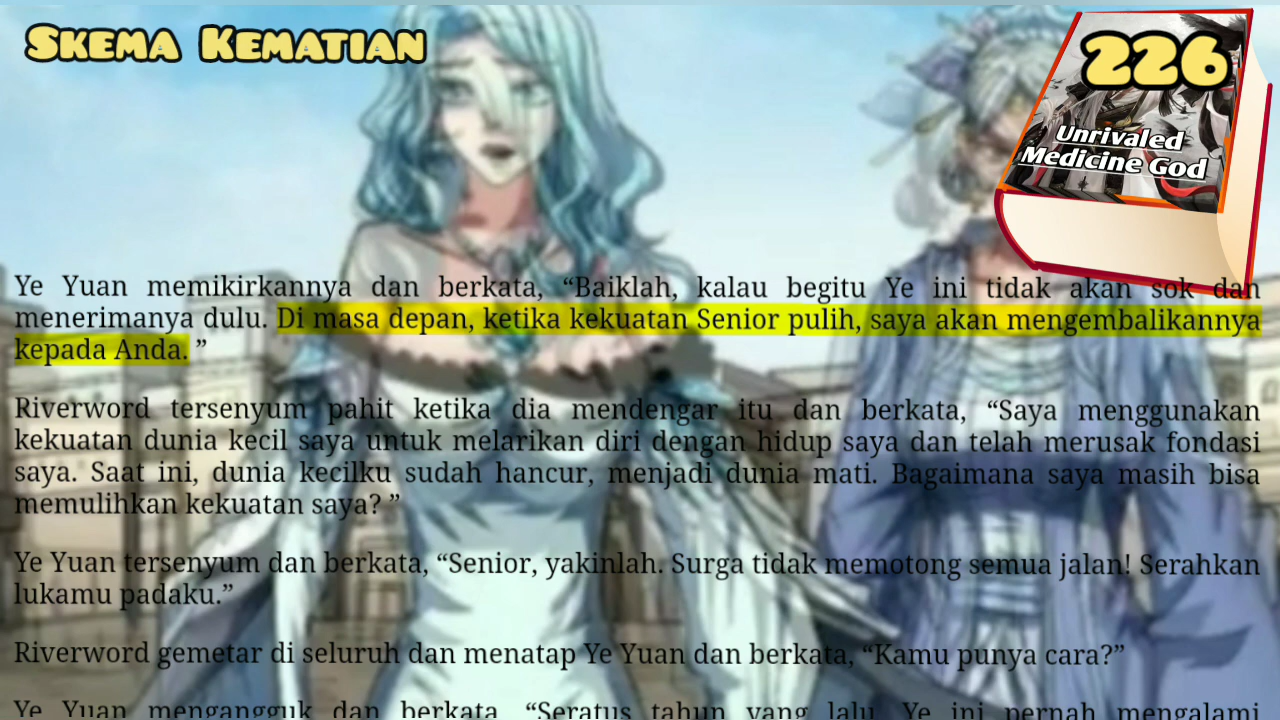 Skema Kematian
226
Unrivaled
Medicine God
Ye Yuan memikirkannya dan berkata, “Baiklah, kalau begitu Ye ini tidak akan sok dan
menerimanya dulu. Di masa depan, ketika kekuatan Senior pulih, saya akan mengembalikannya
kepada Anda. ”
Riverword tersenyum pahit ketika dia mendengar itu dan berkata, “Saya menggunakan
kekuatan dunia kecil saya untuk melarikan diri dengan hidup saya dan telah merusak fondasi
saya. Saat ini, dunia kecilku sudah hancur, menjadi dunia mati. Bagaimana saya masih bisa
memulihkan kekuatan saya? ”
Ye Yuan tersenyum dan berkata, “Senior, yakinlah. Surga tidak memotong semua jalan! Serahkan
lukamu padaku.”
Riverword gemetar di seluruh dan menatap Ye Yuan dan berkata, “Kamu punya cara?”
Ye Yuan mengangguk dan berkata, “Seratus tahun yang lalu, Ye ini pernah mengalami